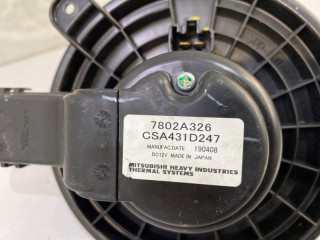 7802A326
CSA431D247
MANUFAC.DATE 190408
DC12V MADE IN JAPAN
MITSUBISHI HEAVY INDUSTRIES
THERMAL SYSTEMS